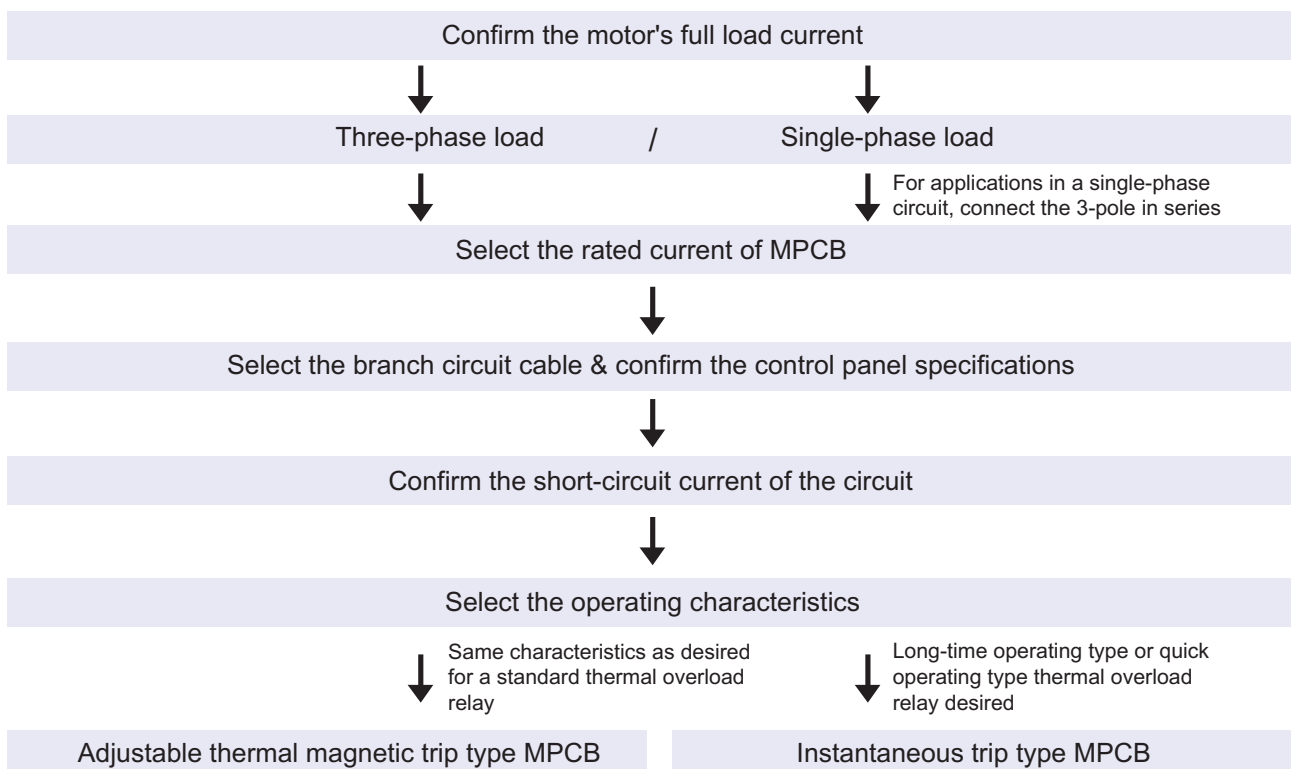 Confirm the motor's full load current
Three-phase load / Single-phase load
For applications in a single-phase
circuit, connect the 3-pole in series
Select the rated current of MPCB
Select the branch circuit cable & confirm the control panel specifications
Confirm the short-circuit current of the circuit
Select the operating characteristics
Same characteristics as desired
for a standard thermal overload
relay
Long-time operating type or quick
operating type thermal overload
relay desired
Adjustable thermal magnetic trip type MPCB
Instantaneous trip type MPCB